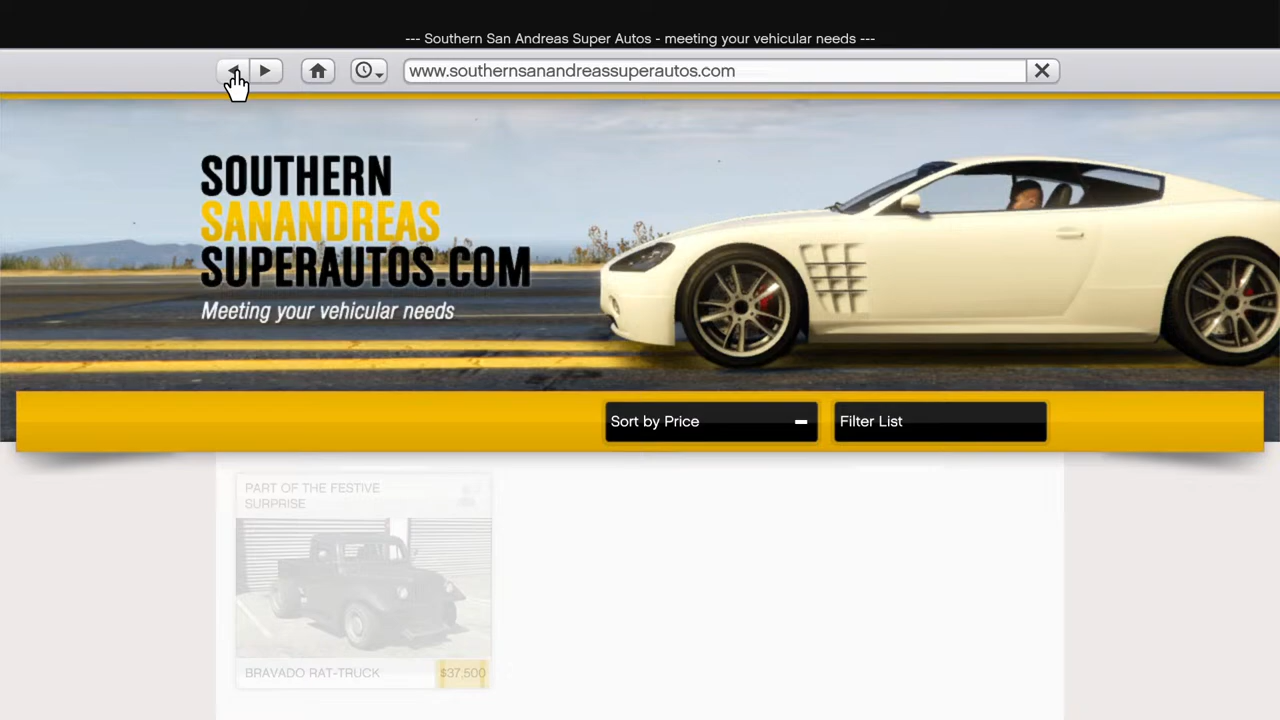 --- Southern San Andreas Super Autos - meeting your vehicular needs ---
www.southernsanandreassuperautos.com
SOUTHERN
SANANDREAS
SUPERAUTOS.COM
Meeting your vehicular needs
Sort by Price
Filter List
PART OF THE FESTIVE
SURPRISE
BRAVADO RAT-TRUCK
$37,500